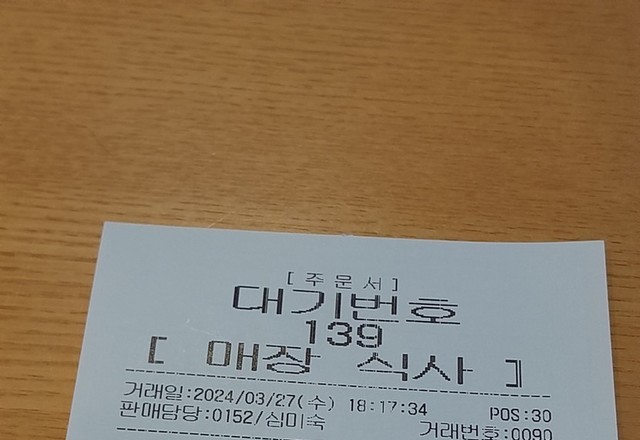 [주문서]
대기번호
139
[ 매장 식사 ]
거래일:2024/03/27(수) 18:17:34 POS:30
판매담당:0152/심미숙 거래번호:0090